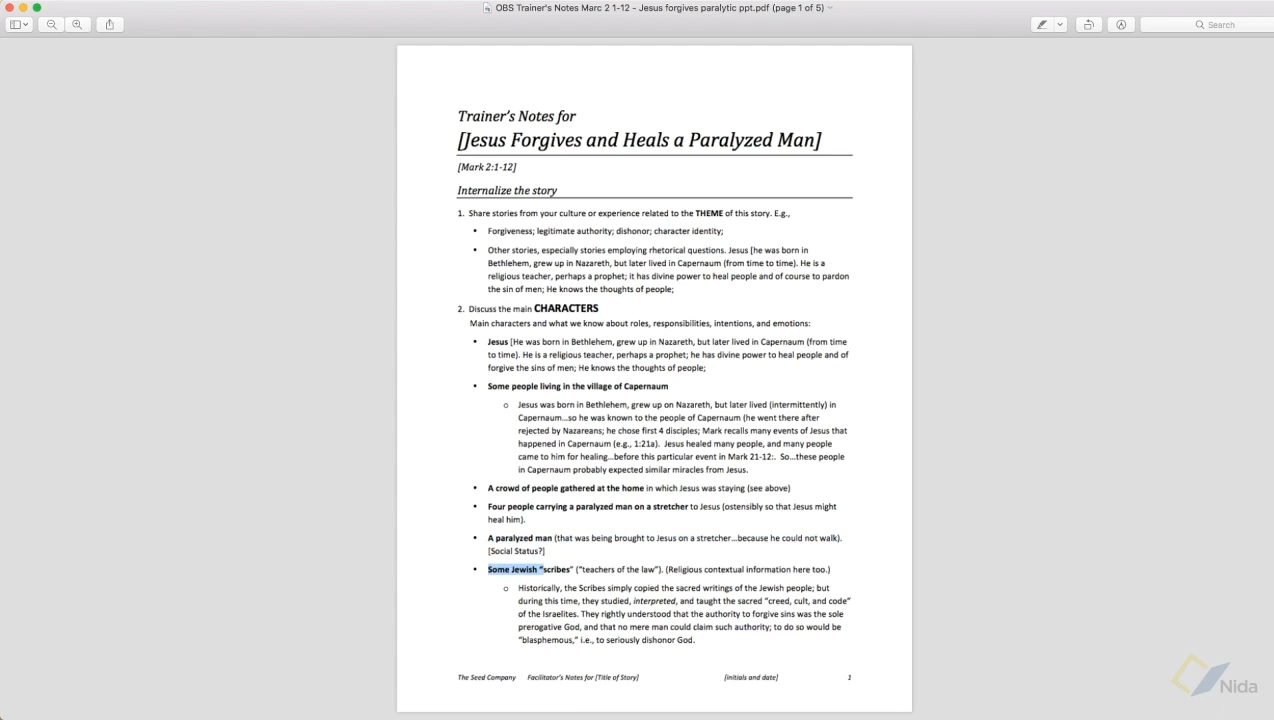 OBS Trainer's Notes Marc 2 1-12 - Jesus forgives paralytic ppt.pdf (page 1 of 5)
Search
Trainer's Notes for
[Jesus Forgives and Heals a Paralyzed Man]
[Mark 2:1-12]
Internalize the story
1. Share stories from your culture or experience related to the THEME of this story. E.g.,
• Forgiveness; legitimate authority; dishonor; character identity;
• Other stories, especially stories employing rhetorical questions. Jesus [he was born in
Bethlehem, grew up in Nazareth, but later lived in Capernaum (from time to time). He is a
religious teacher, perhaps a prophet; it has divine power to heal people and of course to pardon
the sin of men; He knows the thoughts of people;
2. Discuss the main CHARACTERS
Main characters and what we know about roles, responsibilities, intentions, and emotions:
• Jesus [He was born in Bethlehem, grew up in Nazareth, but later lived in Capernaum (from time
to time). He is a religious teacher, perhaps a prophet; he has divine power to heal people and of
forgive the sins of men; He knows the thoughts of people;
• Some people living in the village of Capernaum
o Jesus was born in Bethlehem, grew up on Nazareth, but later lived (intermittently) in
Capernaum…so he was known to the people of Capernaum (he went there after
rejected by Nazareans; he chose first 4 disciples; Mark recalls many events of Jesus that
happened in Capernaum (e.g., 1:21a). Jesus healed many people, and many people
came to him for healing…before this particular event in Mark 21-12:. So…these people
in Capernaum probably expected similar miracles from Jesus.
• A crowd of people gathered at the home in which Jesus was staying (see above)
• Four people carrying a paralyzed man on a stretcher to Jesus (ostensibly so that Jesus might
heal him).
• A paralyzed man (that was being brought to Jesus on a stretcher…because he could not walk).
[Social Status?]
• Some Jewish “scribes” (“teachers of the law”). (Religious contextual information here too.)
o Historically, the Scribes simply copied the sacred writings of the Jewish people; but
during this time, they studied, interpreted, and taught the sacred “creed, cult, and code”
of the Israelites. They rightly understood that the authority to forgive sins was the sole
prerogative God, and that no mere man could claim such authority; to do so would be
“blasphemous,” i.e., to seriously dishonor God.
The Seed Company Facilitator's Notes for [Title of Story] [initials and date] 1
Nida